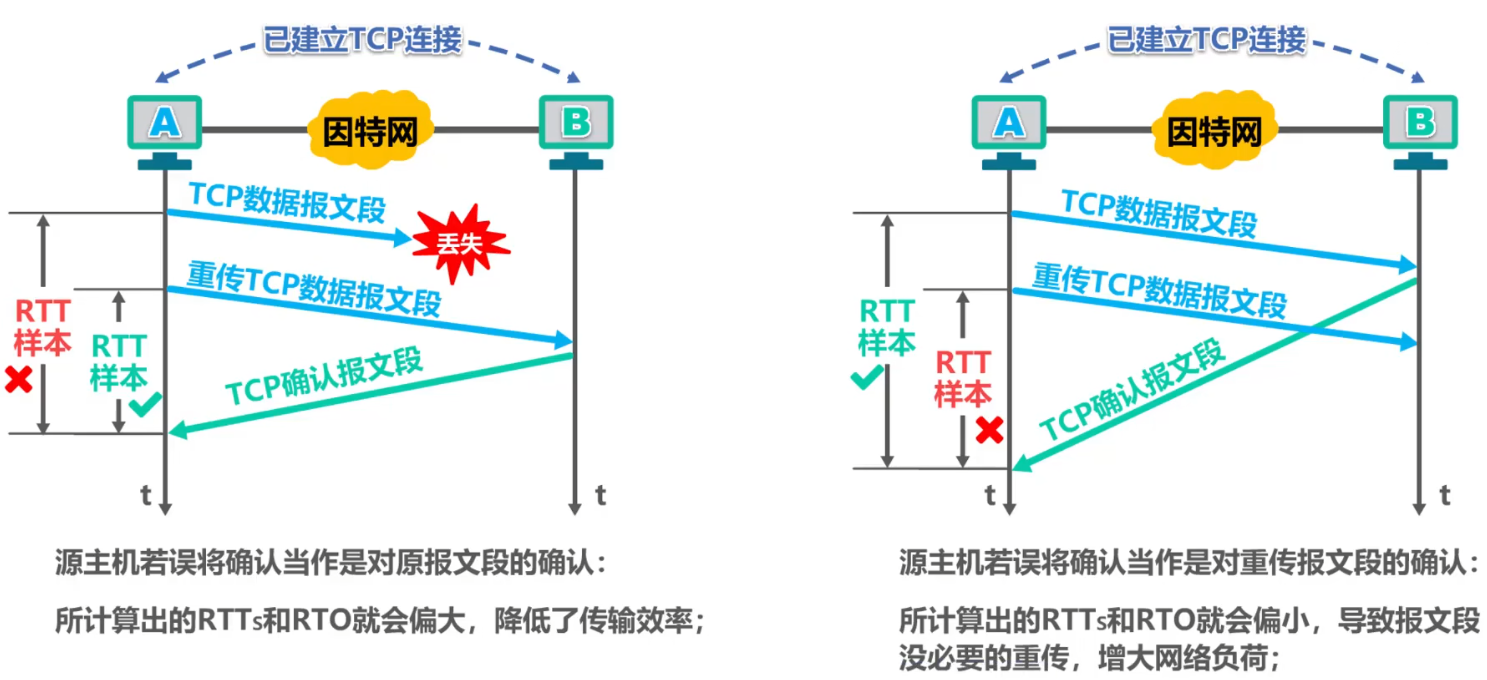 已建立TCP连接
A
因特网
B
TCP数据报文段
丢失
重传TCP数据报文段
RTT
样本
RTT
样本
TCP确认报文段
t
t
源主机若误将确认当作是对原报文段的确认：
所计算出的RTTs和RTO就会偏大，降低了传输效率；
已建立TCP连接
A
因特网
B
TCP数据报文段
重传TCP数据报文段
RTT
样本
RTT
样本
TCP确认报文段
t
t
源主机若误将确认当作是对重传报文段的确认：
所计算出的RTTs和RTO就会偏小，导致报文段
没必要的重传，增大网络负荷；